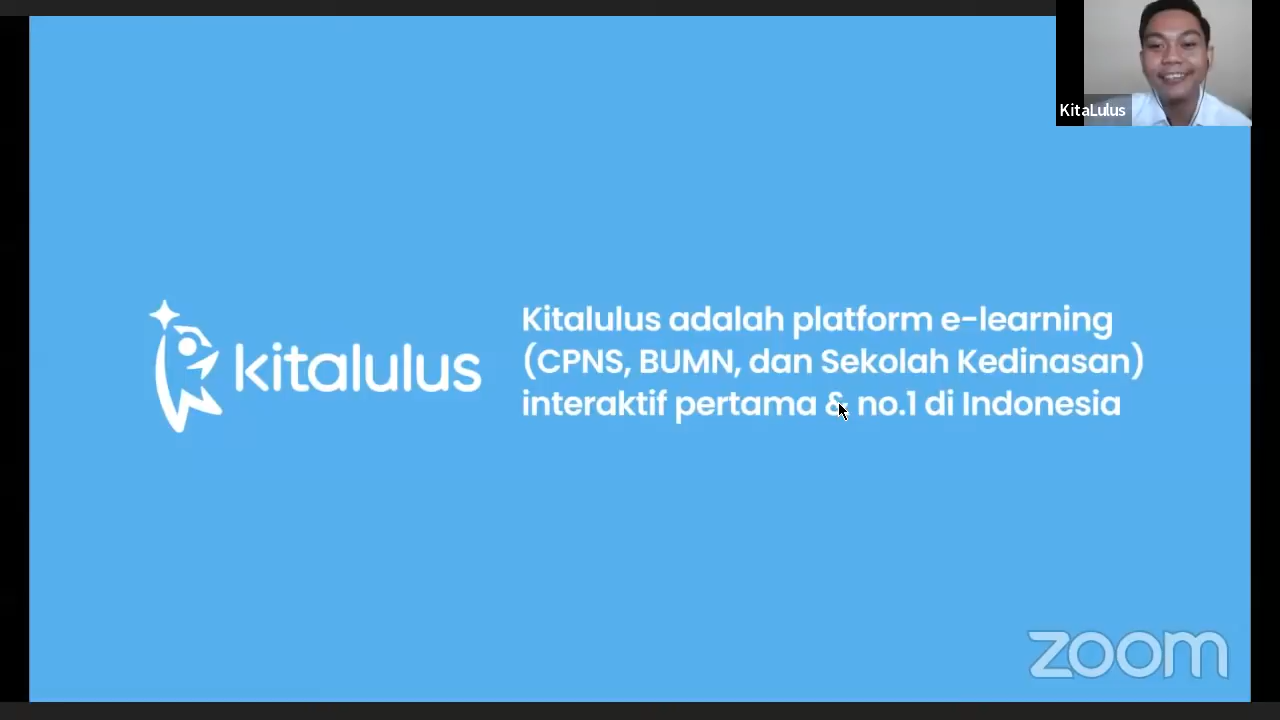 KitaLulus
kitalulus
Kitalulus adalah platform e-learning
(CPNS, BUMN, dan Sekolah Kedinasan)
interaktif pertama & no.1 di Indonesia
zoom